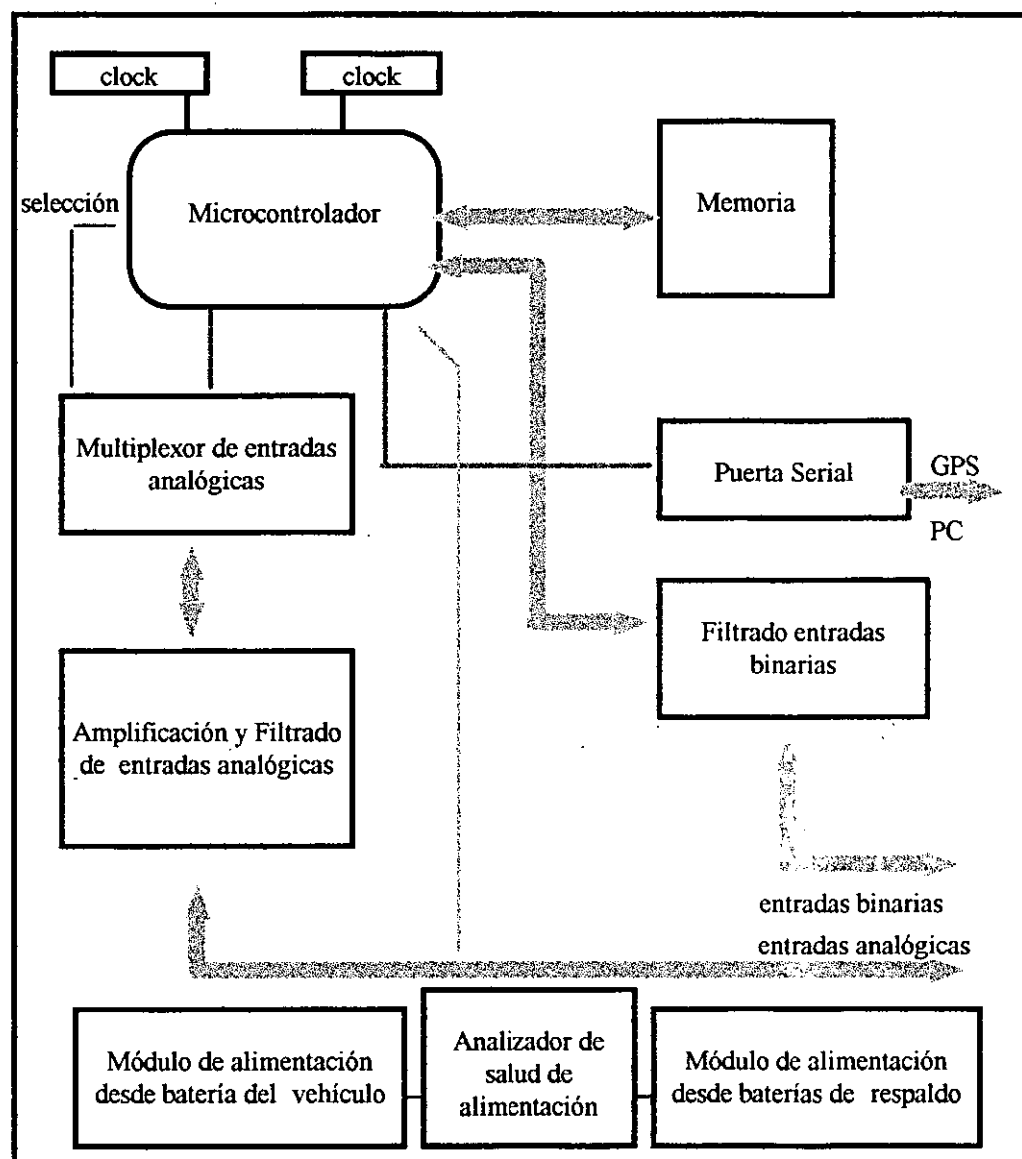 clock
clock
selección
Microcontrolador
Memoria
Multiplexor de entradas
analógicas
Puerta Serial
GPS
PC
Filtrado entradas
binarias
Amplificación y Filtrado
de entradas analógicas
entradas binarias
entradas analógicas
Módulo de alimentación
desde batería del vehículo
Analizador de
salud de
alimentación
Módulo de alimentación
desde baterías de respaldo